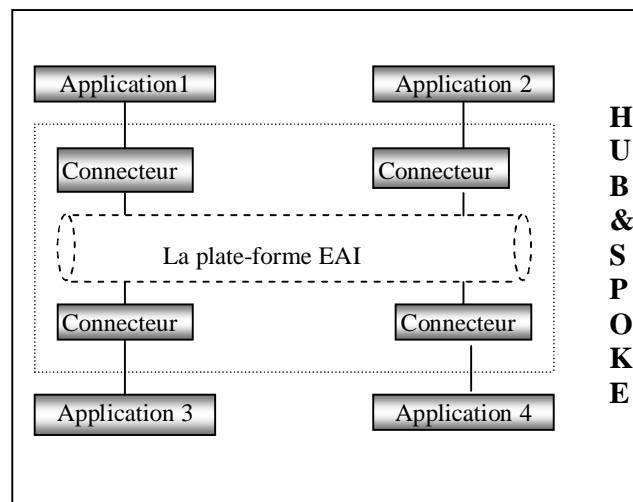 Application1
Application 2
Connecteur
Connecteur
La plate-forme EAI
Connecteur
Connecteur
Application 3
Application 4
H
U
B
&
S
P
O
K
E